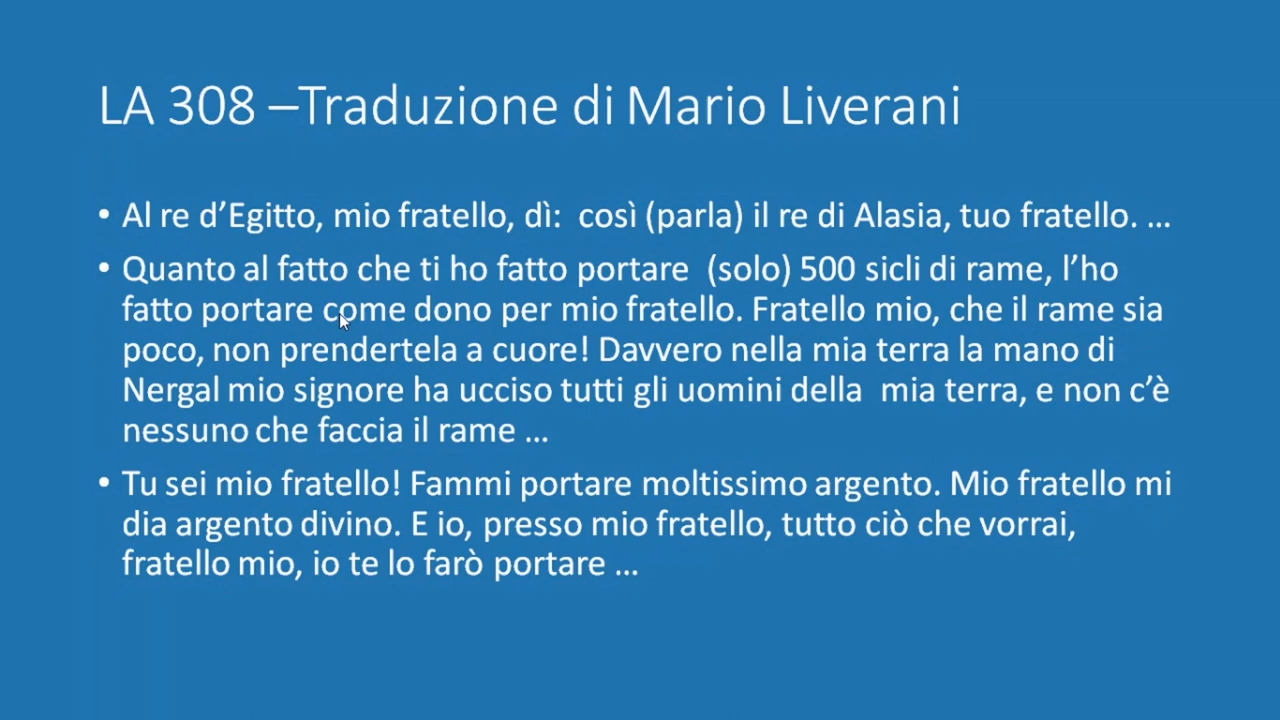 LA 308 –Traduzione di Mario Liverani
• Al re d’Egitto, mio fratello, dì: così (parla) il re di Alasia, tuo fratello. …
• Quanto al fatto che ti ho fatto portare (solo) 500 sicli di rame, l’ho
fatto portare come dono per mio fratello. Fratello mio, che il rame sia
poco, non prendertela a cuore! Davvero nella mia terra la mano di
Nergal mio signore ha ucciso tutti gli uomini della mia terra, e non c’è
nessuno che faccia il rame …
• Tu sei mio fratello! Fammi portare moltissimo argento. Mio fratello mi
dia argento divino. E io, presso mio fratello, tutto ciò che vorrai,
fratello mio, io te lo farò portare …